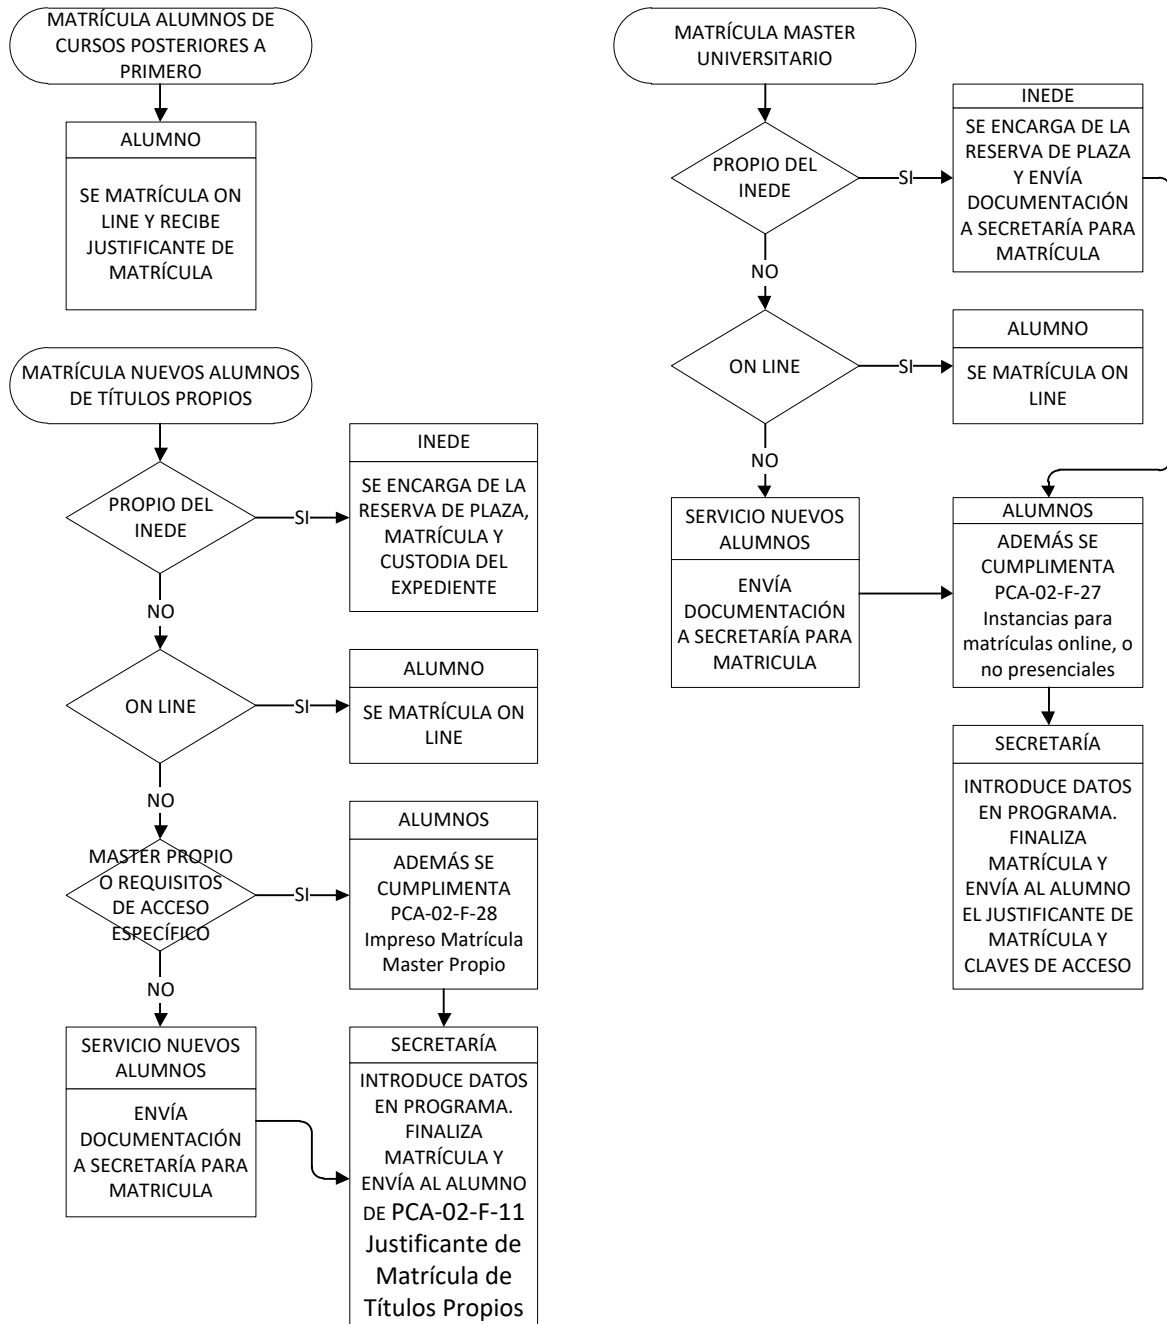 MATRÍCULA ALUMNOS DE
CURSOS POSTERIORES A
PRIMERO
ALUMNO
SE MATRÍCULA ON
LINE Y RECIBE
JUSTIFICANTE DE
MATRÍCULA
MATRÍCULA NUEVOS ALUMNOS
DE TÍTULOS PROPIOS
PROPIO DEL
INEDE
SI
INEDE
SE ENCARGA DE LA
RESERVA DE PLAZA,
MATRÍCULA Y
CUSTODIA DEL
EXPEDIENTE
NO
ON LINE
SI
ALUMNO
SE MATRÍCULA ON
LINE
NO
MASTER PROPIO
O REQUISITOS
DE ACCESO
ESPECÍFICO
SI
ALUMNOS
ADEMÁS SE
CUMPLIMENTA
PCA-02-F-28
Impreso Matrícula
Master Propio
NO
SERVICIO NUEVOS
ALUMNOS
ENVÍA
DOCUMENTACIÓN
A SECRETARÍA PARA
MATRICULA
SECRETARÍA
INTRODUCE DATOS
EN PROGRAMA.
FINALIZA
MATRÍCULA Y
ENVÍA AL ALUMNO
DE PCA-02-F-11
Justificante de
Matrícula de
Títulos Propios
MATRÍCULA MASTER
UNIVERSITARIO
PROPIO DEL
INEDE
SI
INEDE
SE ENCARGA DE LA
RESERVA DE PLAZA
Y ENVÍA
DOCUMENTACIÓN
A SECRETARÍA PARA
MATRÍCULA
NO
ON LINE
SI
ALUMNO
SE MATRÍCULA ON
LINE
NO
SERVICIO NUEVOS
ALUMNOS
ENVÍA
DOCUMENTACIÓN
A SECRETARÍA PARA
MATRICULA
ALUMNOS
ADEMÁS SE
CUMPLIMENTA
PCA-02-F-27
Instancias para
matrículas online, o
no presenciales
SECRETARÍA
INTRODUCE DATOS
EN PROGRAMA.
FINALIZA
MATRÍCULA Y
ENVÍA AL ALUMNO
EL JUSTIFICANTE DE
MATRÍCULA Y
CLAVES DE ACCESO